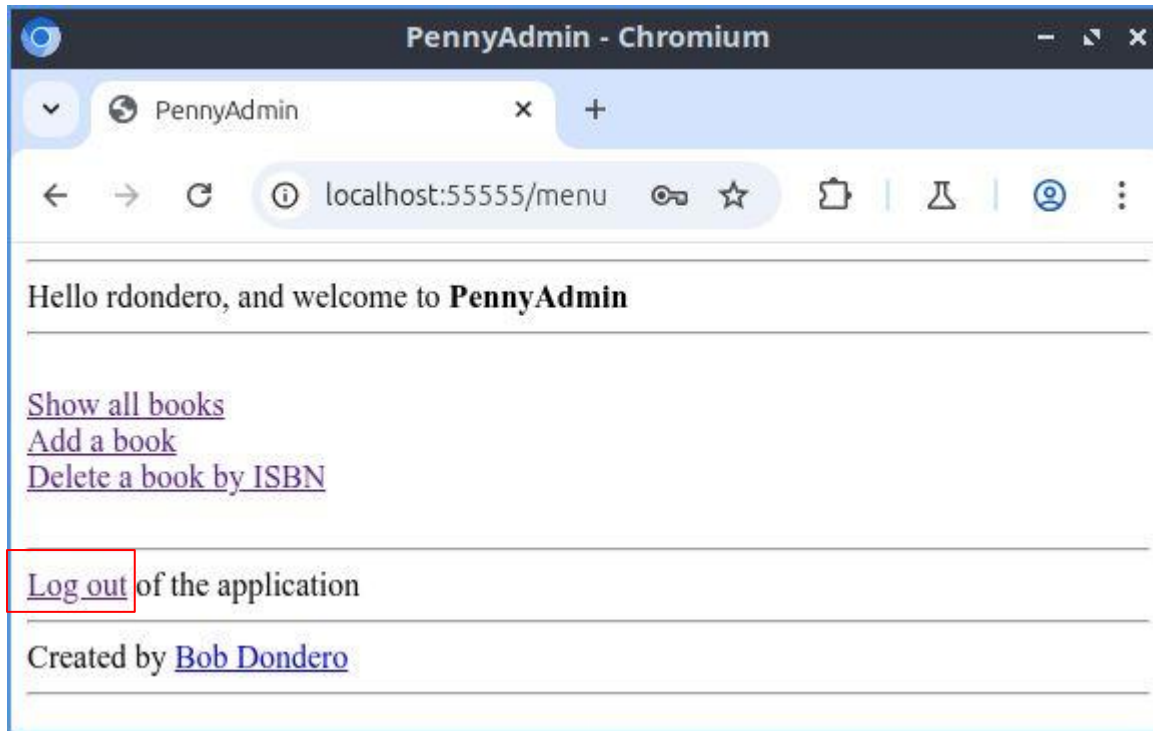 PennyAdmin - Chromium
PennyAdmin
localhost:55555/menu
Hello rdondero, and welcome to PennyAdmin
Show all books
Add a book
Delete a book by ISBN
Log out of the application
Created by Bob Dondero